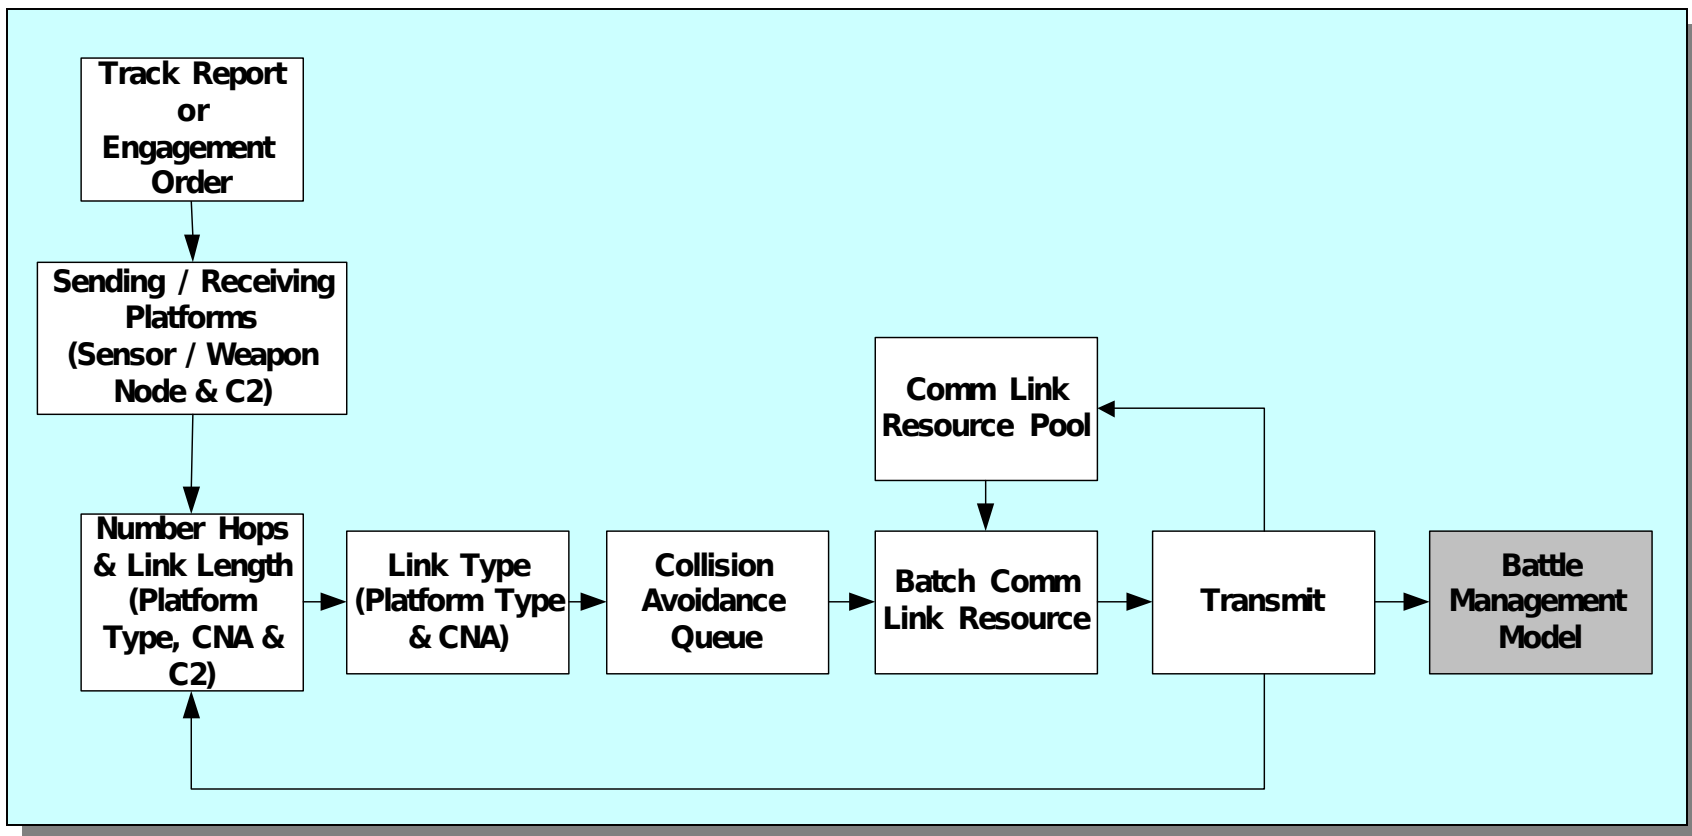 Track Report
or
Engagement
Order
Sending / Receiving
Platforms
(Sensor / Weapon
Node & C2)
Number Hops
& Link Length
(Platform
Type, CNA &
C2)
Link Type
(Platform Type
& CNA)
Collision
Avoidance
Queue
Comm Link
Resource Pool
Batch Comm
Link Resource
Transmit
Battle
Management
Model